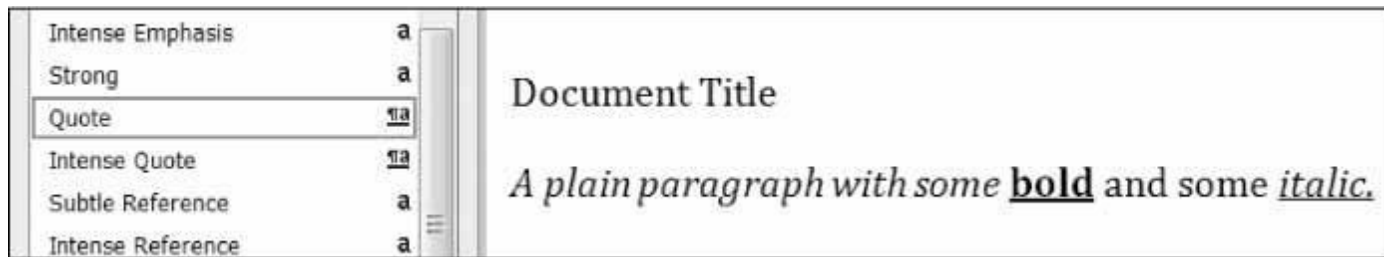 Intense Emphasis a
Strong a
Quote ¶a
Intense Quote ¶a
Subtle Reference a
Intense Reference a
Document Title
A plain paragraph with some bold and some italic.